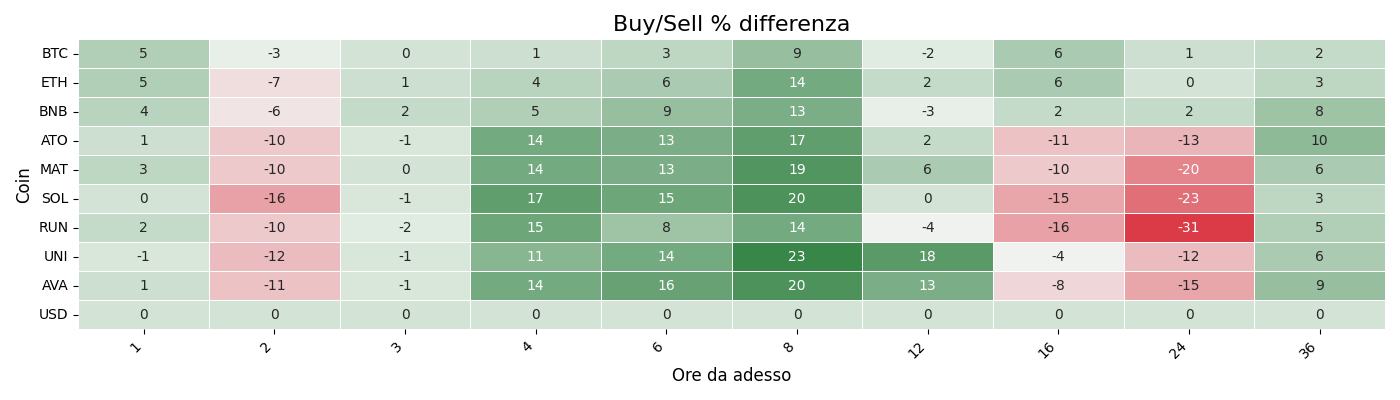 Buy/Sell % differenza
Coin
BTC 5 -3 0 1 3 9 -2 6 1 2
ETH 5 -7 1 4 6 14 2 6 0 3
BNB 4 -6 2 5 9 13 -3 2 2 8
ATO 1 -10 -1 14 13 17 2 -11 -13 10
MAT 3 -10 0 14 13 19 6 -10 -20 6
SOL 0 -16 -1 17 15 20 0 -15 -23 3
RUN 2 -10 -2 15 8 14 -4 -16 -31 5
UNI -1 -12 -1 11 14 23 18 -4 -12 6
AVA 1 -11 -1 14 16 20 13 -8 -15 9
USD 0 0 0 0 0 0 0 0 0 0
1 2 3 4 6 8 12 16 24 36
Ore da adesso